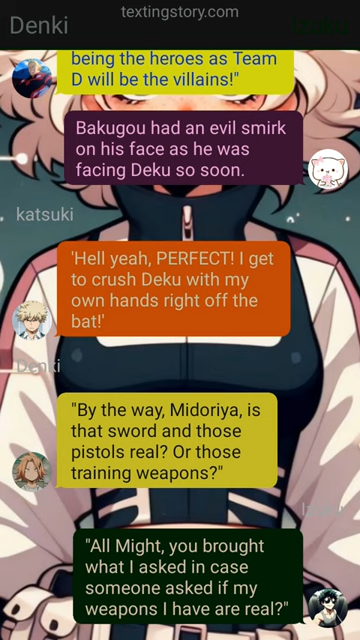 textingstory.com
Denki
Izuku
being the heroes as Team
D will be the villains!"
Bakugou had an evil smirk
on his face as he was
facing Deku so soon.
katsuki
'Hell yeah, PERFECT! I get
to crush Deku with my
own hands right off the
bat!'
Denki
"By the way, Midoriya, is
that sword and those
pistols real? Or those
training weapons?"
Izuku
"All Might, you brought
what I asked in case
someone asked if my
weapons I have are real?"